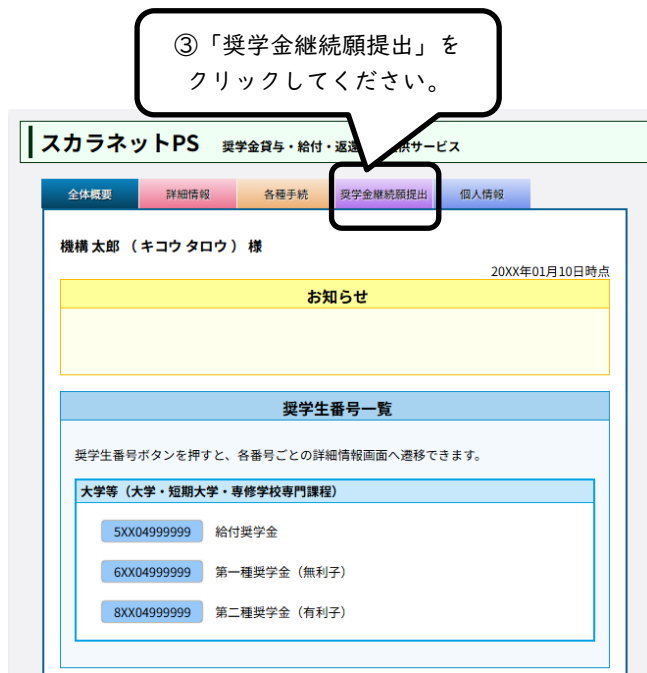 ③「奨学金継続願提出」を
クリックしてください。
スカラネットPS 奨学金貸与・給付・返還 供サービス
全体概要 詳細情報 各種手続 奨学金継続願提出 個人情報
機構 太郎 （ キコウ タロウ ） 様
20XX年01月10日時点
お知らせ
奨学生番号一覧
奨学生番号ボタンを押すと、各番号ごとの詳細情報画面へ遷移できます。
大学等（大学・短期大学・専修学校専門課程）
5XX04999999 給付奨学金
6XX04999999 第一種奨学金（無利子）
8XX04999999 第二種奨学金（有利子）